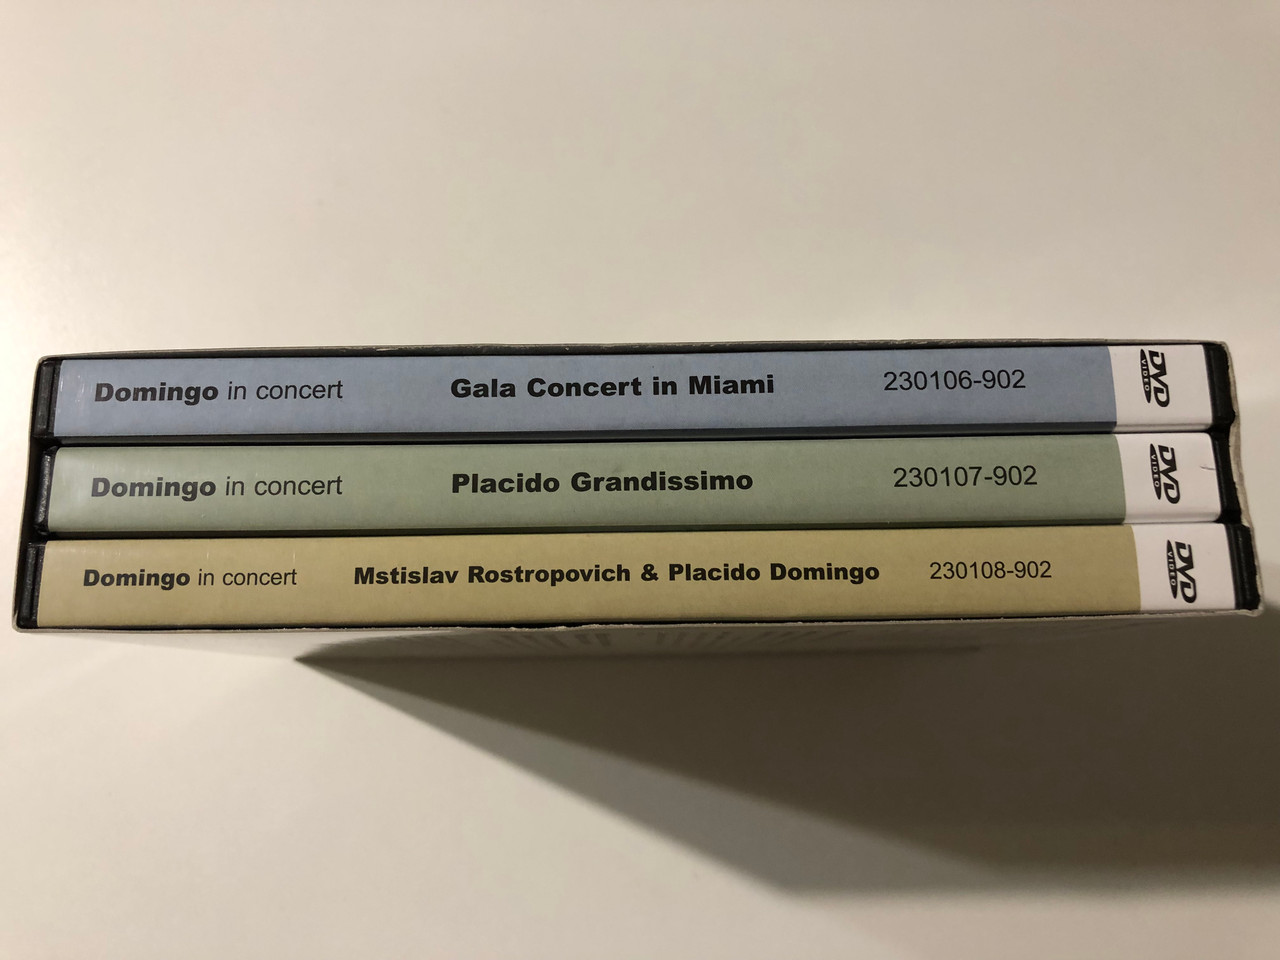 Domingo in concert Gala Concert in Miami 230106-902 DVD VIDEO
Domingo in concert Placido Grandissimo 230107-902 DVD VIDEO
Domingo in concert Mstislav Rostropovich & Placido Domingo 230108-902 DVD VIDEO